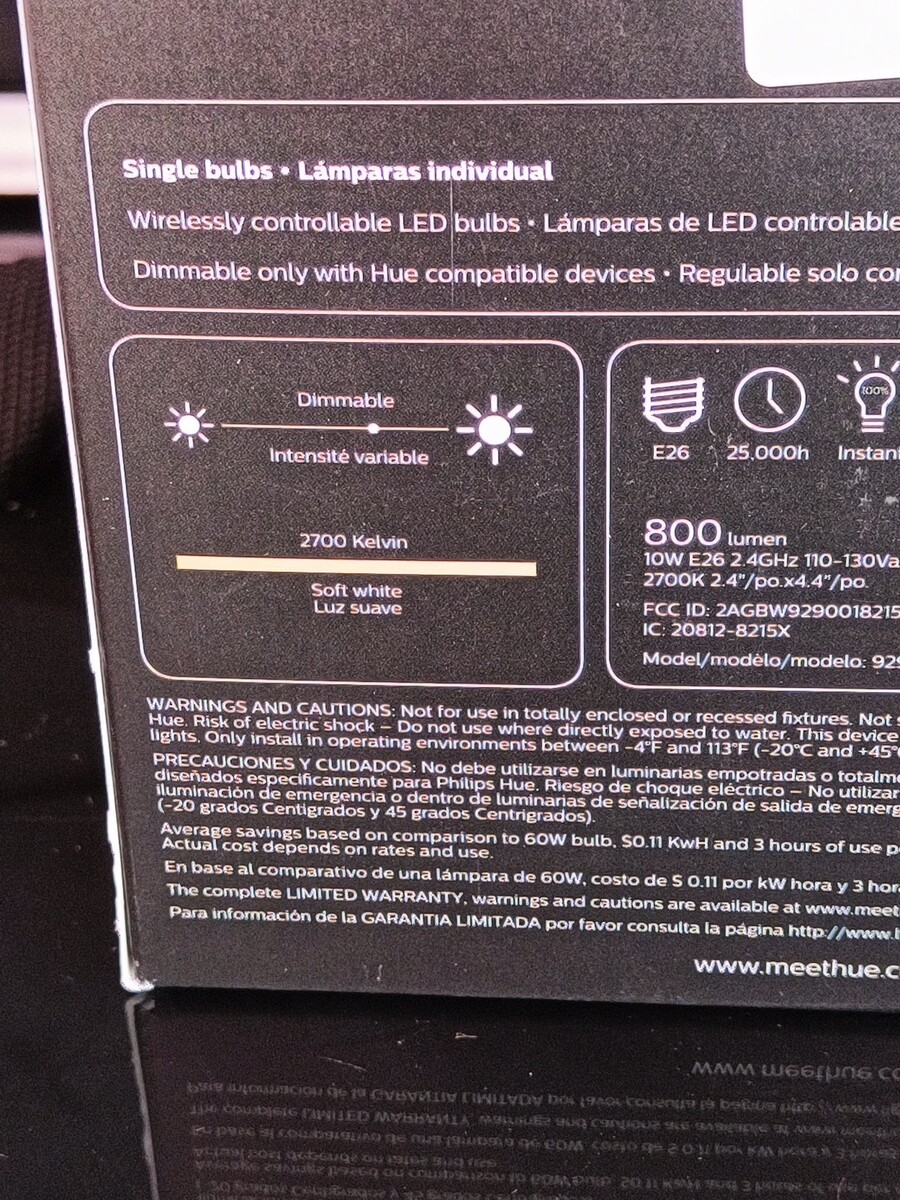 Single bulbs • Lámparas individual
Wirelessly controllable LED bulbs • Lámparas de LED controlable
Dimmable only with Hue compatible devices • Regulable solo con
Dimmable
Intensité variable
2700 Kelvin
Soft white
Luz suave
E26 25,000h Instant
100%
800 lumen
10W E26 2.4GHz 110-130Va
2700K 2.4"/po.x4.4"/po.
FCC ID: 2AGBW9290018215
IC: 20812-8215X
Model/modèlo/modelo: 929
WARNINGS AND CAUTIONS: Not for use in totally enclosed or recessed fixtures. Not
Hue. Risk of electric shock – Do not use where directly exposed to water. This device
lights. Only install in operating environments between -4°F and 113°F (-20°C and +45°
PRECAUCIONES Y CUIDADOS: No debe utilizarse en luminarias empotradas o totalme
diseñados específicamente para Philips Hue. Riesgo de choque eléctrico – No utilizar
iluminación de emergencia o dentro de luminarias de señalización de salida de emerg
(-20 grados Centigrados y 45 grados Centrigrados).
Average savings based on comparison to 60W bulb, $0.11 KwH and 3 hours of use p
Actual cost depends on rates and use.
En base al comparativo de una lámpara de 60W, costo de $ 0.11 por kW hora y 3 hora
The complete LIMITED WARRANTY, warnings and cautions are available at www.meet
Para información de la GARANTIA LIMITADA por favor consulta la página http://www.
www.meethue.c